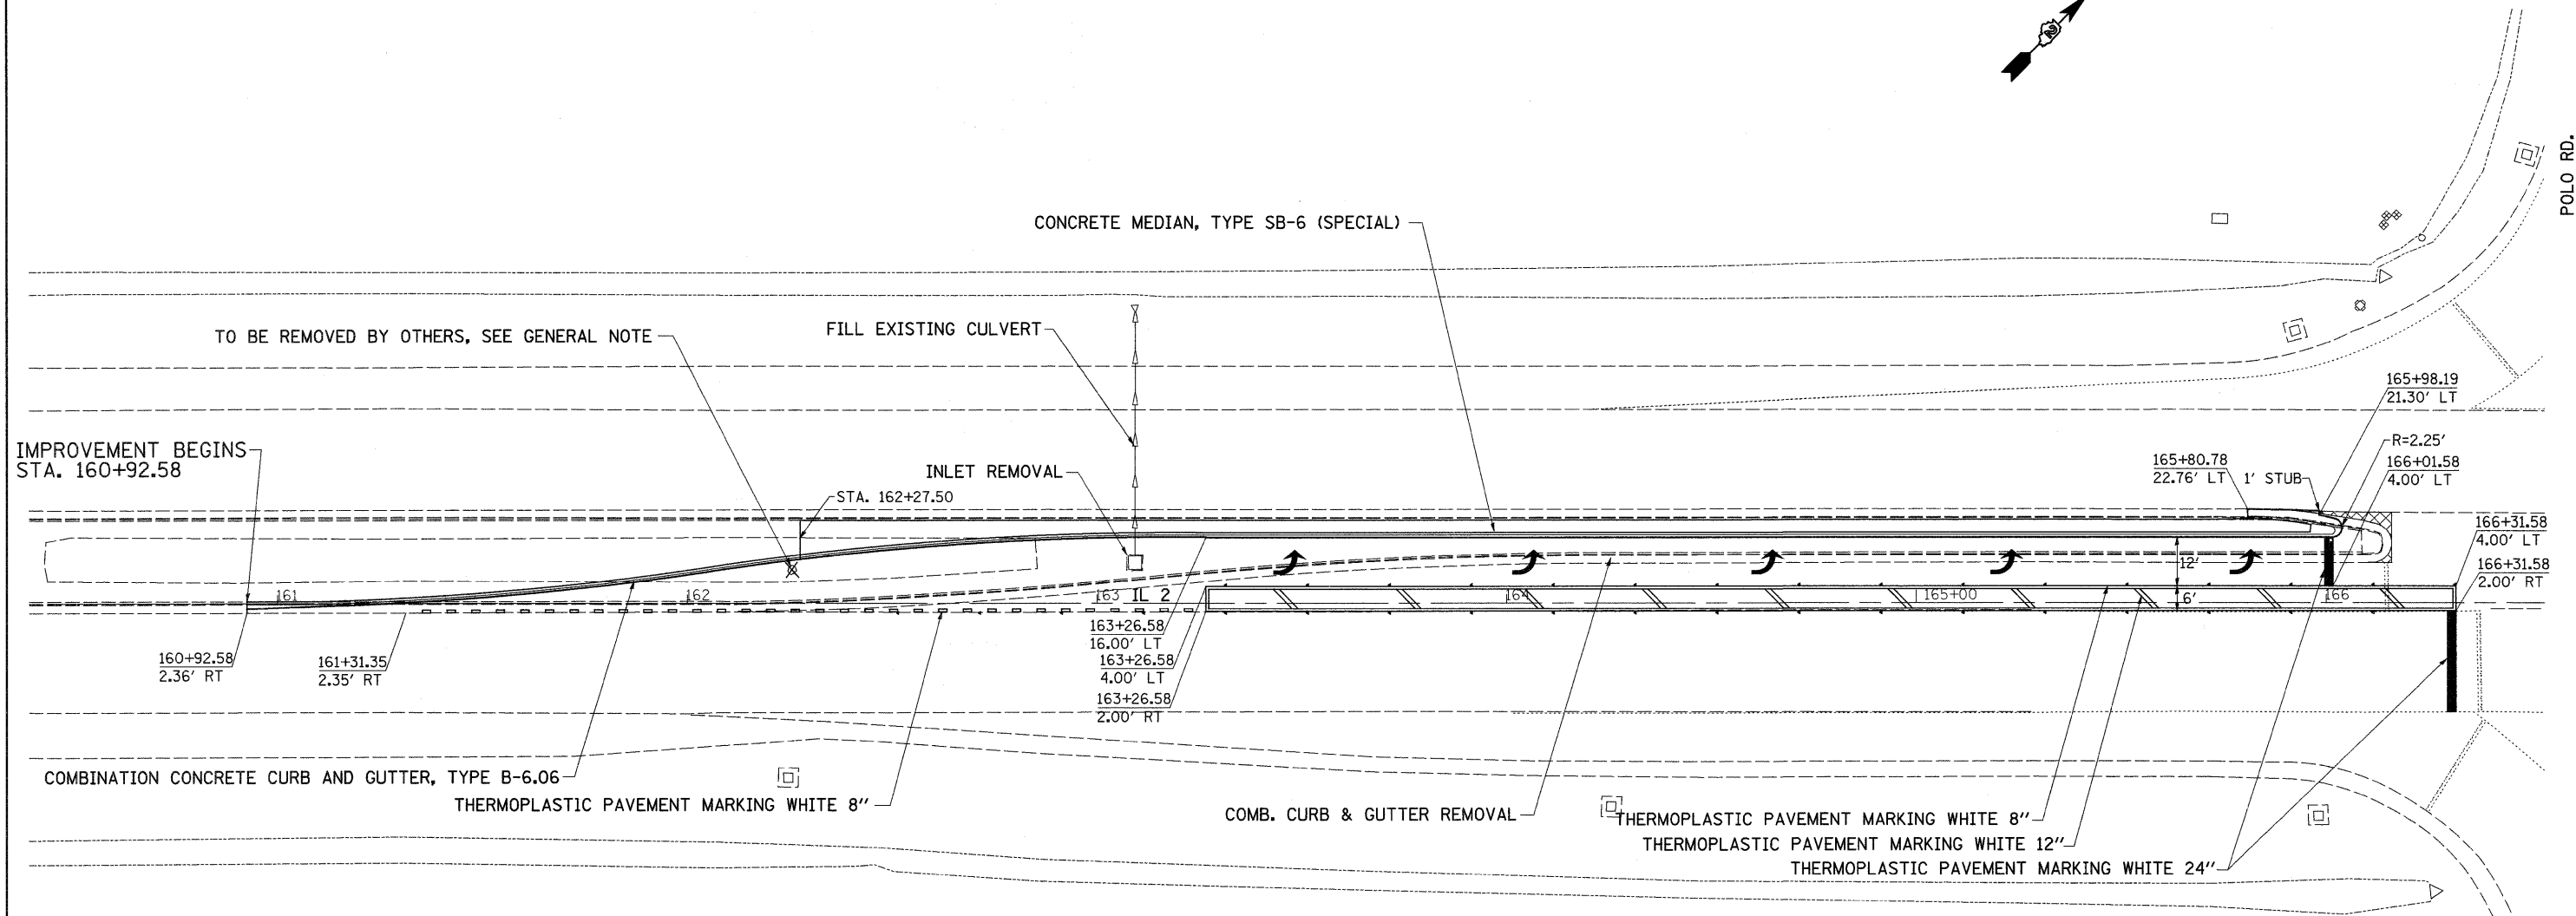 POLO RD.
CONCRETE MEDIAN, TYPE SB-6 (SPECIAL)
TO BE REMOVED BY OTHERS, SEE GENERAL NOTE
FILL EXISTING CULVERT
165+98.19
21.30' LT
IMPROVEMENT BEGINS
STA. 160+92.58
INLET REMOVAL
STA. 162+27.50
R=2.25'
165+80.78
22.76' LT
1' STUB
166+01.58
4.00' LT
166+31.58
4.00' LT
166+31.58
2.00' RT
12'
6'
161
162
163
IL 2
164
165+00
166
163+26.58
16.00' LT
163+26.58
4.00' LT
163+26.58
2.00' RT
160+92.58
2.36' RT
161+31.35
2.35' RT
COMBINATION CONCRETE CURB AND GUTTER, TYPE B-6.06
THERMOPLASTIC PAVEMENT MARKING WHITE 8"
COMB. CURB & GUTTER REMOVAL
THERMOPLASTIC PAVEMENT MARKING WHITE 8"
THERMOPLASTIC PAVEMENT MARKING WHITE 12"
THERMOPLASTIC PAVEMENT MARKING WHITE 24"